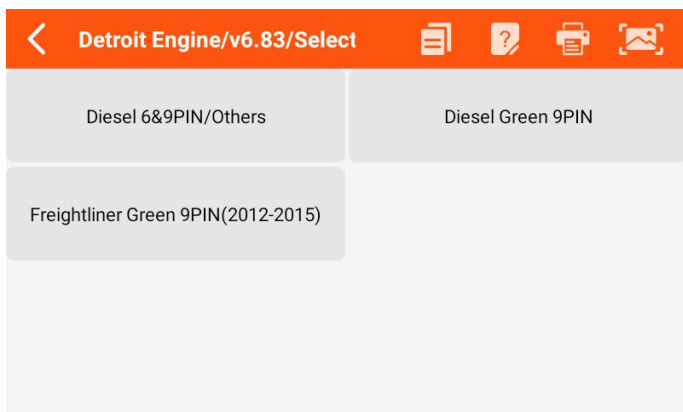 Detroit Engine/v6.83/Select
Diesel 6&9PIN/Others
Diesel Green 9PIN
Freightliner Green 9PIN(2012-2015)